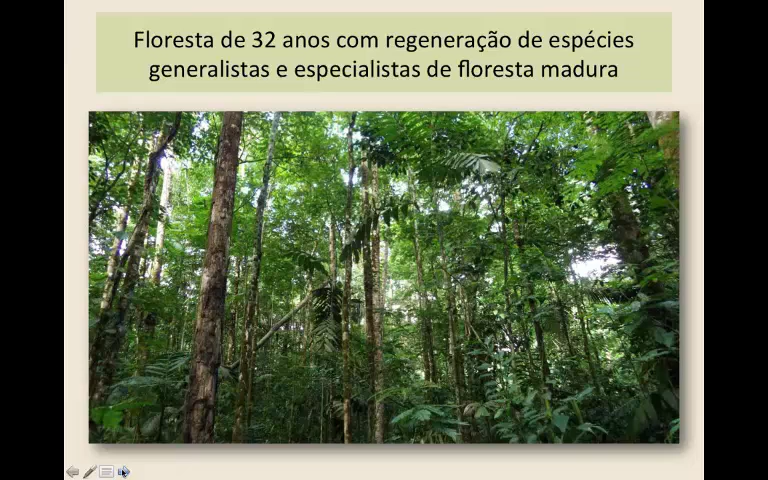 Floresta de 32 anos com regeneração de espécies
generalistas e especialistas de floresta madura